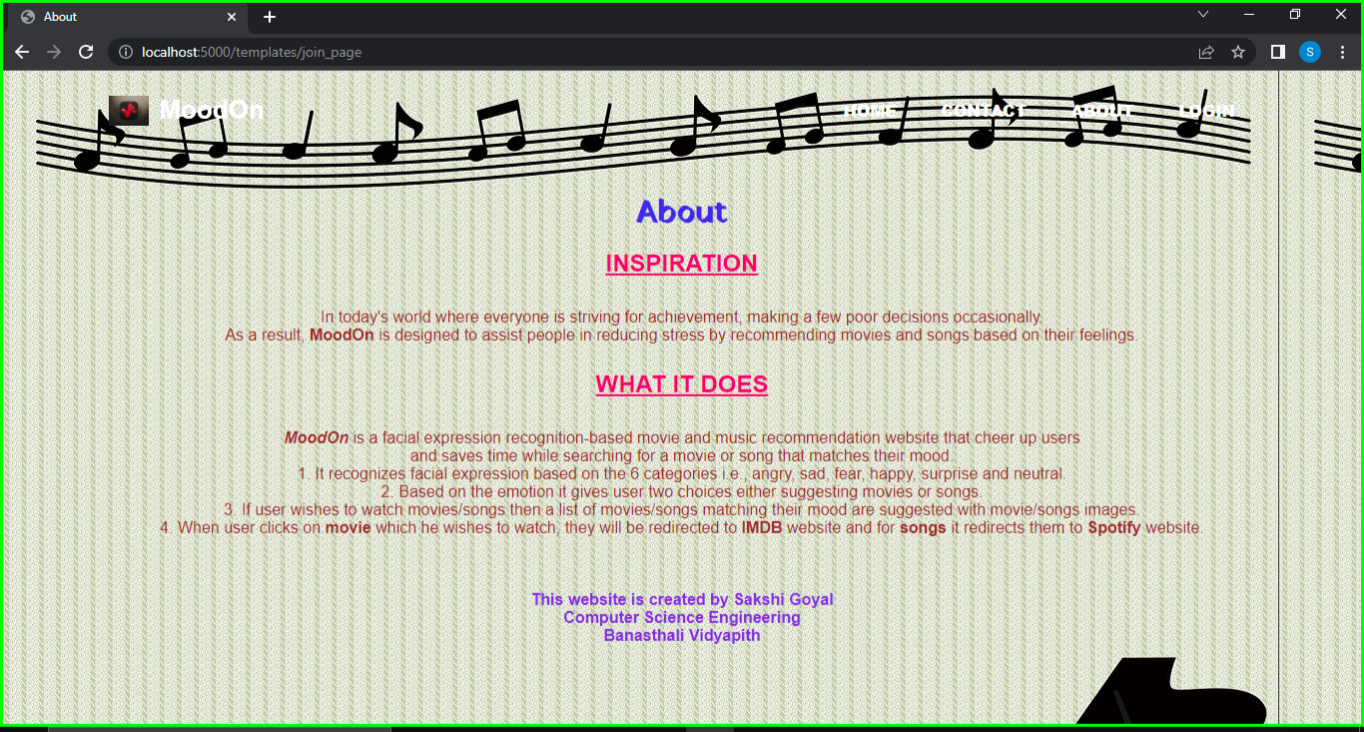 About
localhost:5000/templates/join_page
S
MoodOn
HOME
CONTACT
ABOUT
LOGIN
About
INSPIRATION
In today's world where everyone is striving for achievement, making a few poor decisions occasionally.
As a result, MoodOn is designed to assist people in reducing stress by recommending movies and songs based on their feelings.
WHAT IT DOES
MoodOn is a facial expression recognition-based movie and music recommendation website that cheer up users
and saves time while searching for a movie or song that matches their mood.
1. It recognizes facial expression based on the 6 categories i.e., angry, sad, fear, happy, surprise and neutral.
2. Based on the emotion it gives user two choices either suggesting movies or songs.
3. If user wishes to watch movies/songs then a list of movies/songs matching their mood are suggested with movie/songs images.
4. When user clicks on movie which he wishes to watch, they will be redirected to IMDB website and for songs it redirects them to Spotify website.
This website is created by Sakshi Goyal
Computer Science Engineering
Banasthali Vidyapith